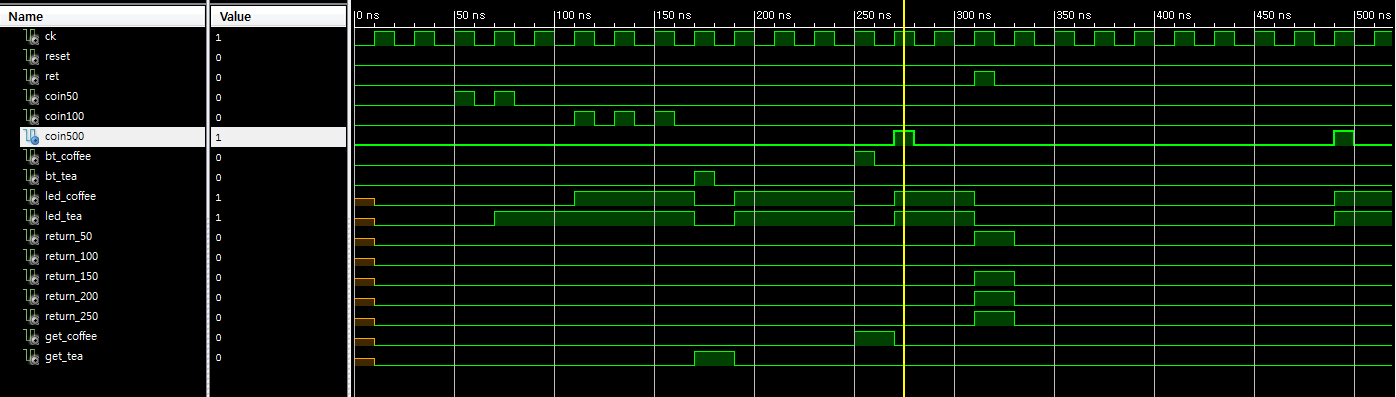 Name Value 0 ns 50 ns 100 ns 150 ns 200 ns 250 ns 300 ns 350 ns 400 ns 450 ns 500 ns
ck 1
reset 0
ret 0
coin50 0
coin100 0
coin500 1
bt_coffee 0
bt_tea 0
led_coffee 1
led_tea 1
return_50 0
return_100 0
return_150 0
return_200 0
return_250 0
get_coffee 0
get_tea 0